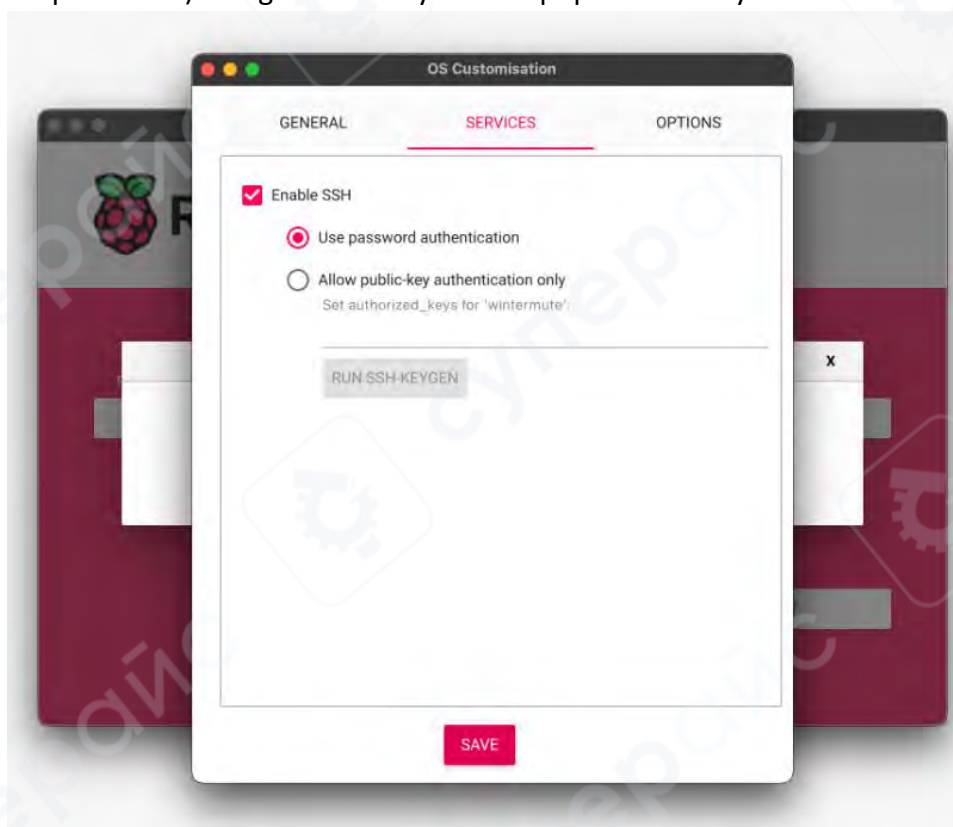 OS Customisation
GENERAL SERVICES OPTIONS
Enable SSH
Use password authentication
Allow public-key authentication only
Set authorized_keys for 'wintermute':
RUN SSH-KEYGEN
X
SAVE
R
суперайс